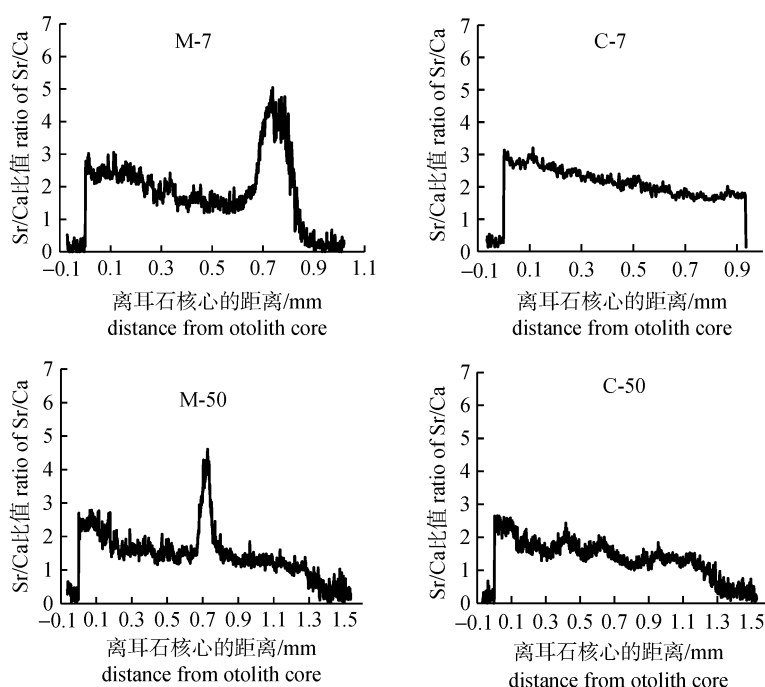 M-7
Sr/Ca比值 ratio of Sr/Ca
7
6
5
4
3
2
1
0
–0.1 0.1 0.3 0.5 0.7 0.9 1.1
离耳石核心的距离/mm
distance from otolith core
C-7
Sr/Ca比值 ratio of Sr/Ca
7
6
5
4
3
2
1
0
–0.1 0.1 0.3 0.5 0.7 0.9
离耳石核心的距离/mm
distance from otolith core
M-50
Sr/Ca比值 ratio of Sr/Ca
7
6
5
4
3
2
1
0
–0.1 0.1 0.3 0.5 0.7 0.9 1.1 1.3 1.5
离耳石核心的距离/mm
distance from otolith core
C-50
Sr/Ca比值 ratio of Sr/Ca
7
6
5
4
3
2
1
0
–0.1 0.1 0.3 0.5 0.7 0.9 1.1 1.3 1.5
离耳石核心的距离/mm
distance from otolith core